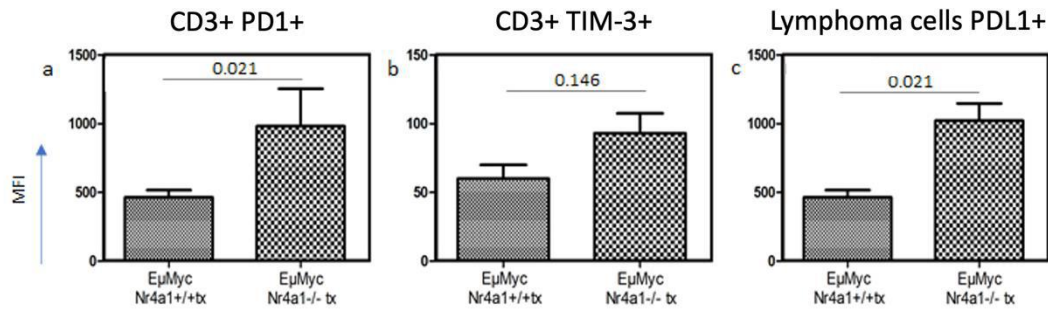 CD3+ PD1+
CD3+ TIM-3+
Lymphoma cells PDL1+
a
1500
1000
500
0
0.021
MFI
EµMyc
Nr4a1+/+tx
EµMyc
Nr4a1-/- tx
b
150
100
50
0
0.146
EµMyc
Nr4a1+/+tx
EµMyc
Nr4a1-/- tx
c
1500
1000
500
0
0.021
EµMyc
Nr4a1+/+tx
EµMyc
Nr4a1-/- tx